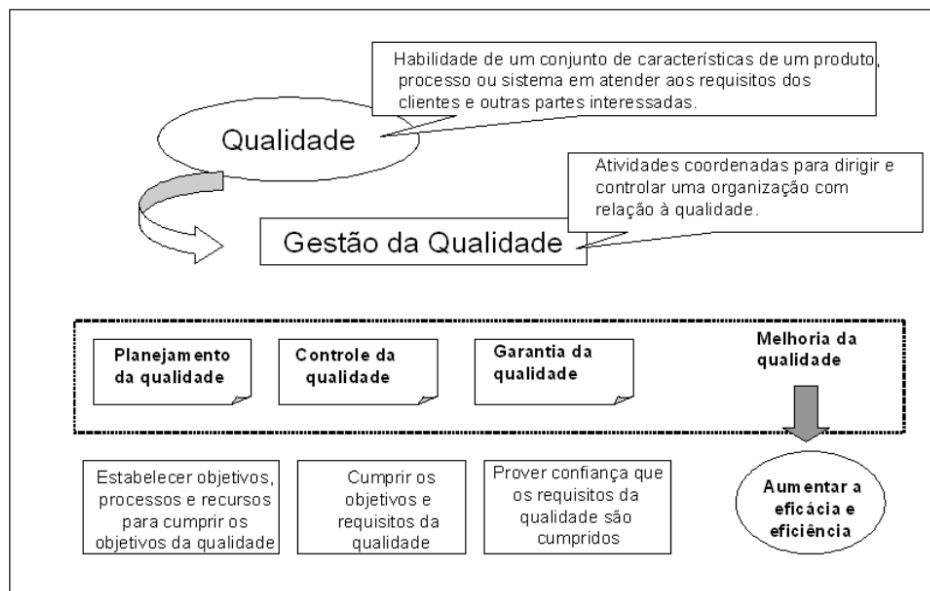 Habilidade de um conjunto de características de um produto,
processo ou sistema em atender aos requisitos dos
clientes e outras partes interessadas.
Qualidade
Atividades coordenadas para dirigir e
controlar uma organização com
relação à qualidade.
Gestão da Qualidade
Planejamento
da qualidade
Controle da
qualidade
Garantia da
qualidade
Melhoria da
qualidade
Estabelecer objetivos,
processos e recursos
para cumprir os
objetivos da qualidade
Cumprir os
objetivos e
requisitos da
qualidade
Prover confiança que
os requisitos da
qualidade são
cumpridos
Aumentar a
eficácia e
eficiência